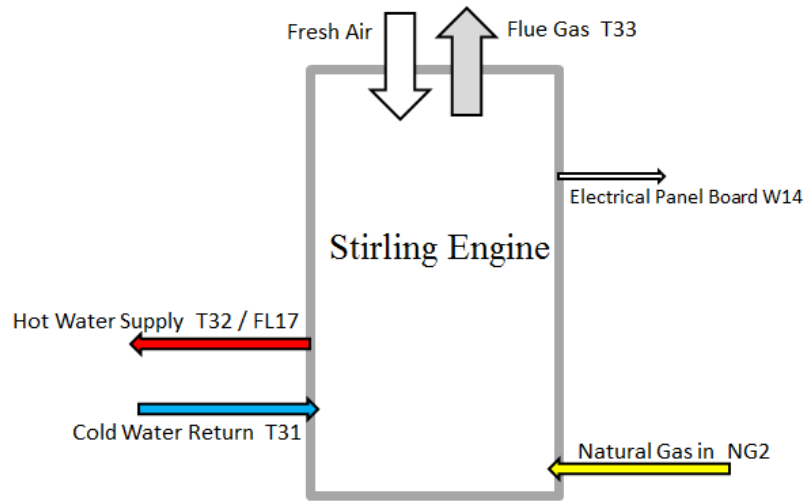 Fresh Air
Flue Gas T33
Electrical Panel Board W14
Stirling Engine
Hot Water Supply T32 / FL17
Cold Water Return T31
Natural Gas in NG2